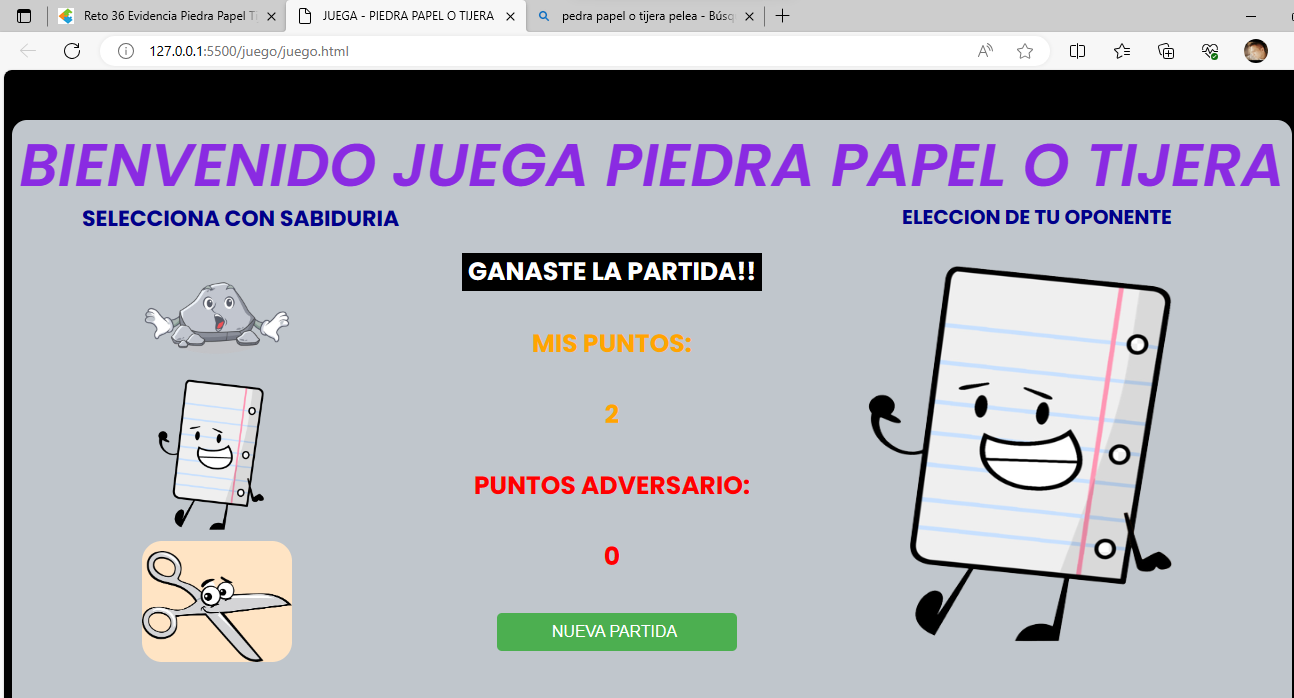 Reto 36 Evidencia Piedra Papel Ti
JUEGA - PIEDRA PAPEL O TIJERA
pedra papel o tijera pelea - Búsq
127.0.0.1:5500/juego/juego.html
BIENVENIDO JUEGA PIEDRA PAPEL O TIJERA
SELECCIONA CON SABIDURIA
ELECCION DE TU OPONENTE
GANASTE LA PARTIDA!!
MIS PUNTOS:
2
PUNTOS ADVERSARIO:
0
NUEVA PARTIDA